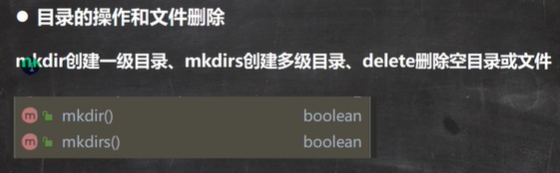 ● 目录的操作和文件删除
mkdir创建一级目录、mkdirs创建多级目录、delete删除空目录或文件
m mkdir() boolean
m mkdirs() boolean